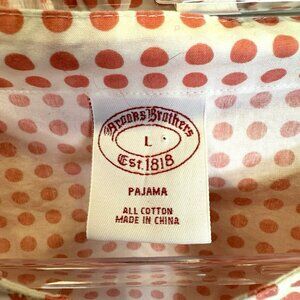 Brooks Brothers
L
Est. 1818
PAJAMA
ALL COTTON
MADE IN CHINA